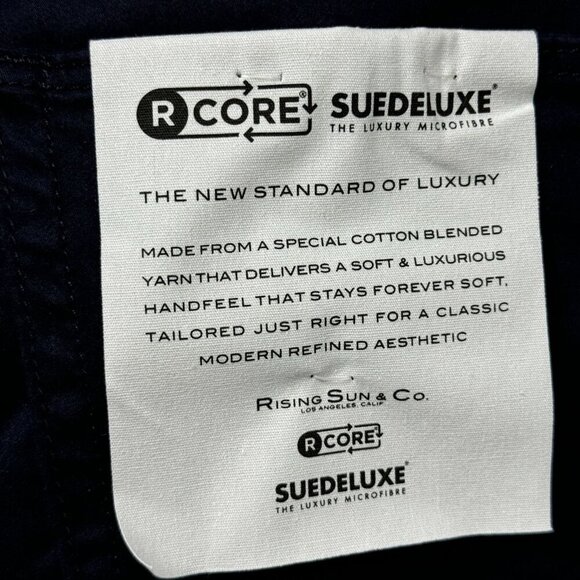 R CORE® SUEDELUXE®
THE LUXURY MICROFIBRE
THE NEW STANDARD OF LUXURY
MADE FROM A SPECIAL COTTON BLENDED
YARN THAT DELIVERS A SOFT & LUXURIOUS
HANDFEEL THAT STAYS FOREVER SOFT,
TAILORED JUST RIGHT FOR A CLASSIC
MODERN REFINED AESTHETIC
RISING SUN & CO.
LOS ANGELES, CALIF
R CORE
SUEDELUXE®
THE LUXURY MICROFIBRE